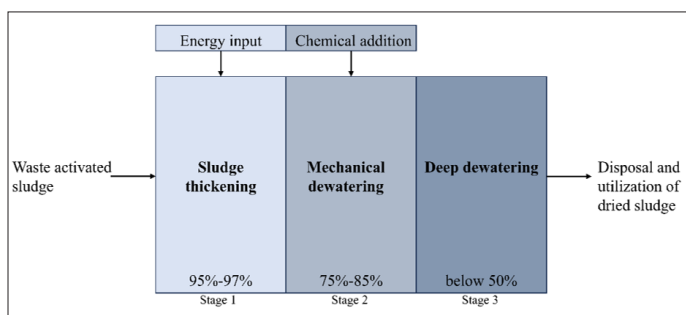 Energy input
Chemical addition
Waste activated
sludge
Sludge
thickening
Mechanical
dewatering
Deep dewatering
Disposal and
utilization of
dried sludge
95%-97%
75%-85%
below 50%
Stage 1
Stage 2
Stage 3